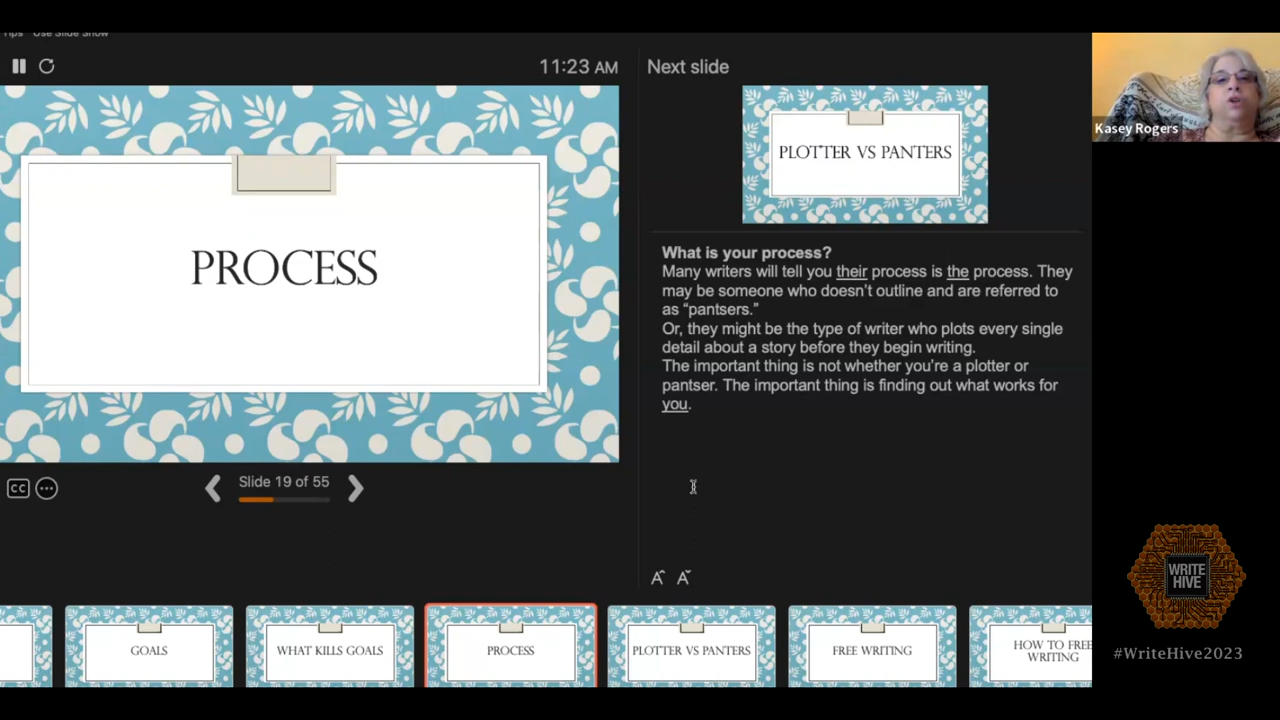 Tips Use Slide Show
11:23 AM
Next slide
PROCESS
PLOTTER VS PANTERS
Kasey Rogers
What is your process?
Many writers will tell you their process is the process. They
may be someone who doesn't outline and are referred to
as “pantsers.”
Or, they might be the type of writer who plots every single
detail about a story before they begin writing.
The important thing is not whether you're a plotter or
pantser. The important thing is finding out what works for
you.
CC
Slide 19 of 55
A A
GOALS
WHAT KILLS GOALS
PROCESS
PLOTTER VS PANTERS
FREE WRITING
HOW TO FREE
WRITING
WRITE
HIVE
#WriteHive2023